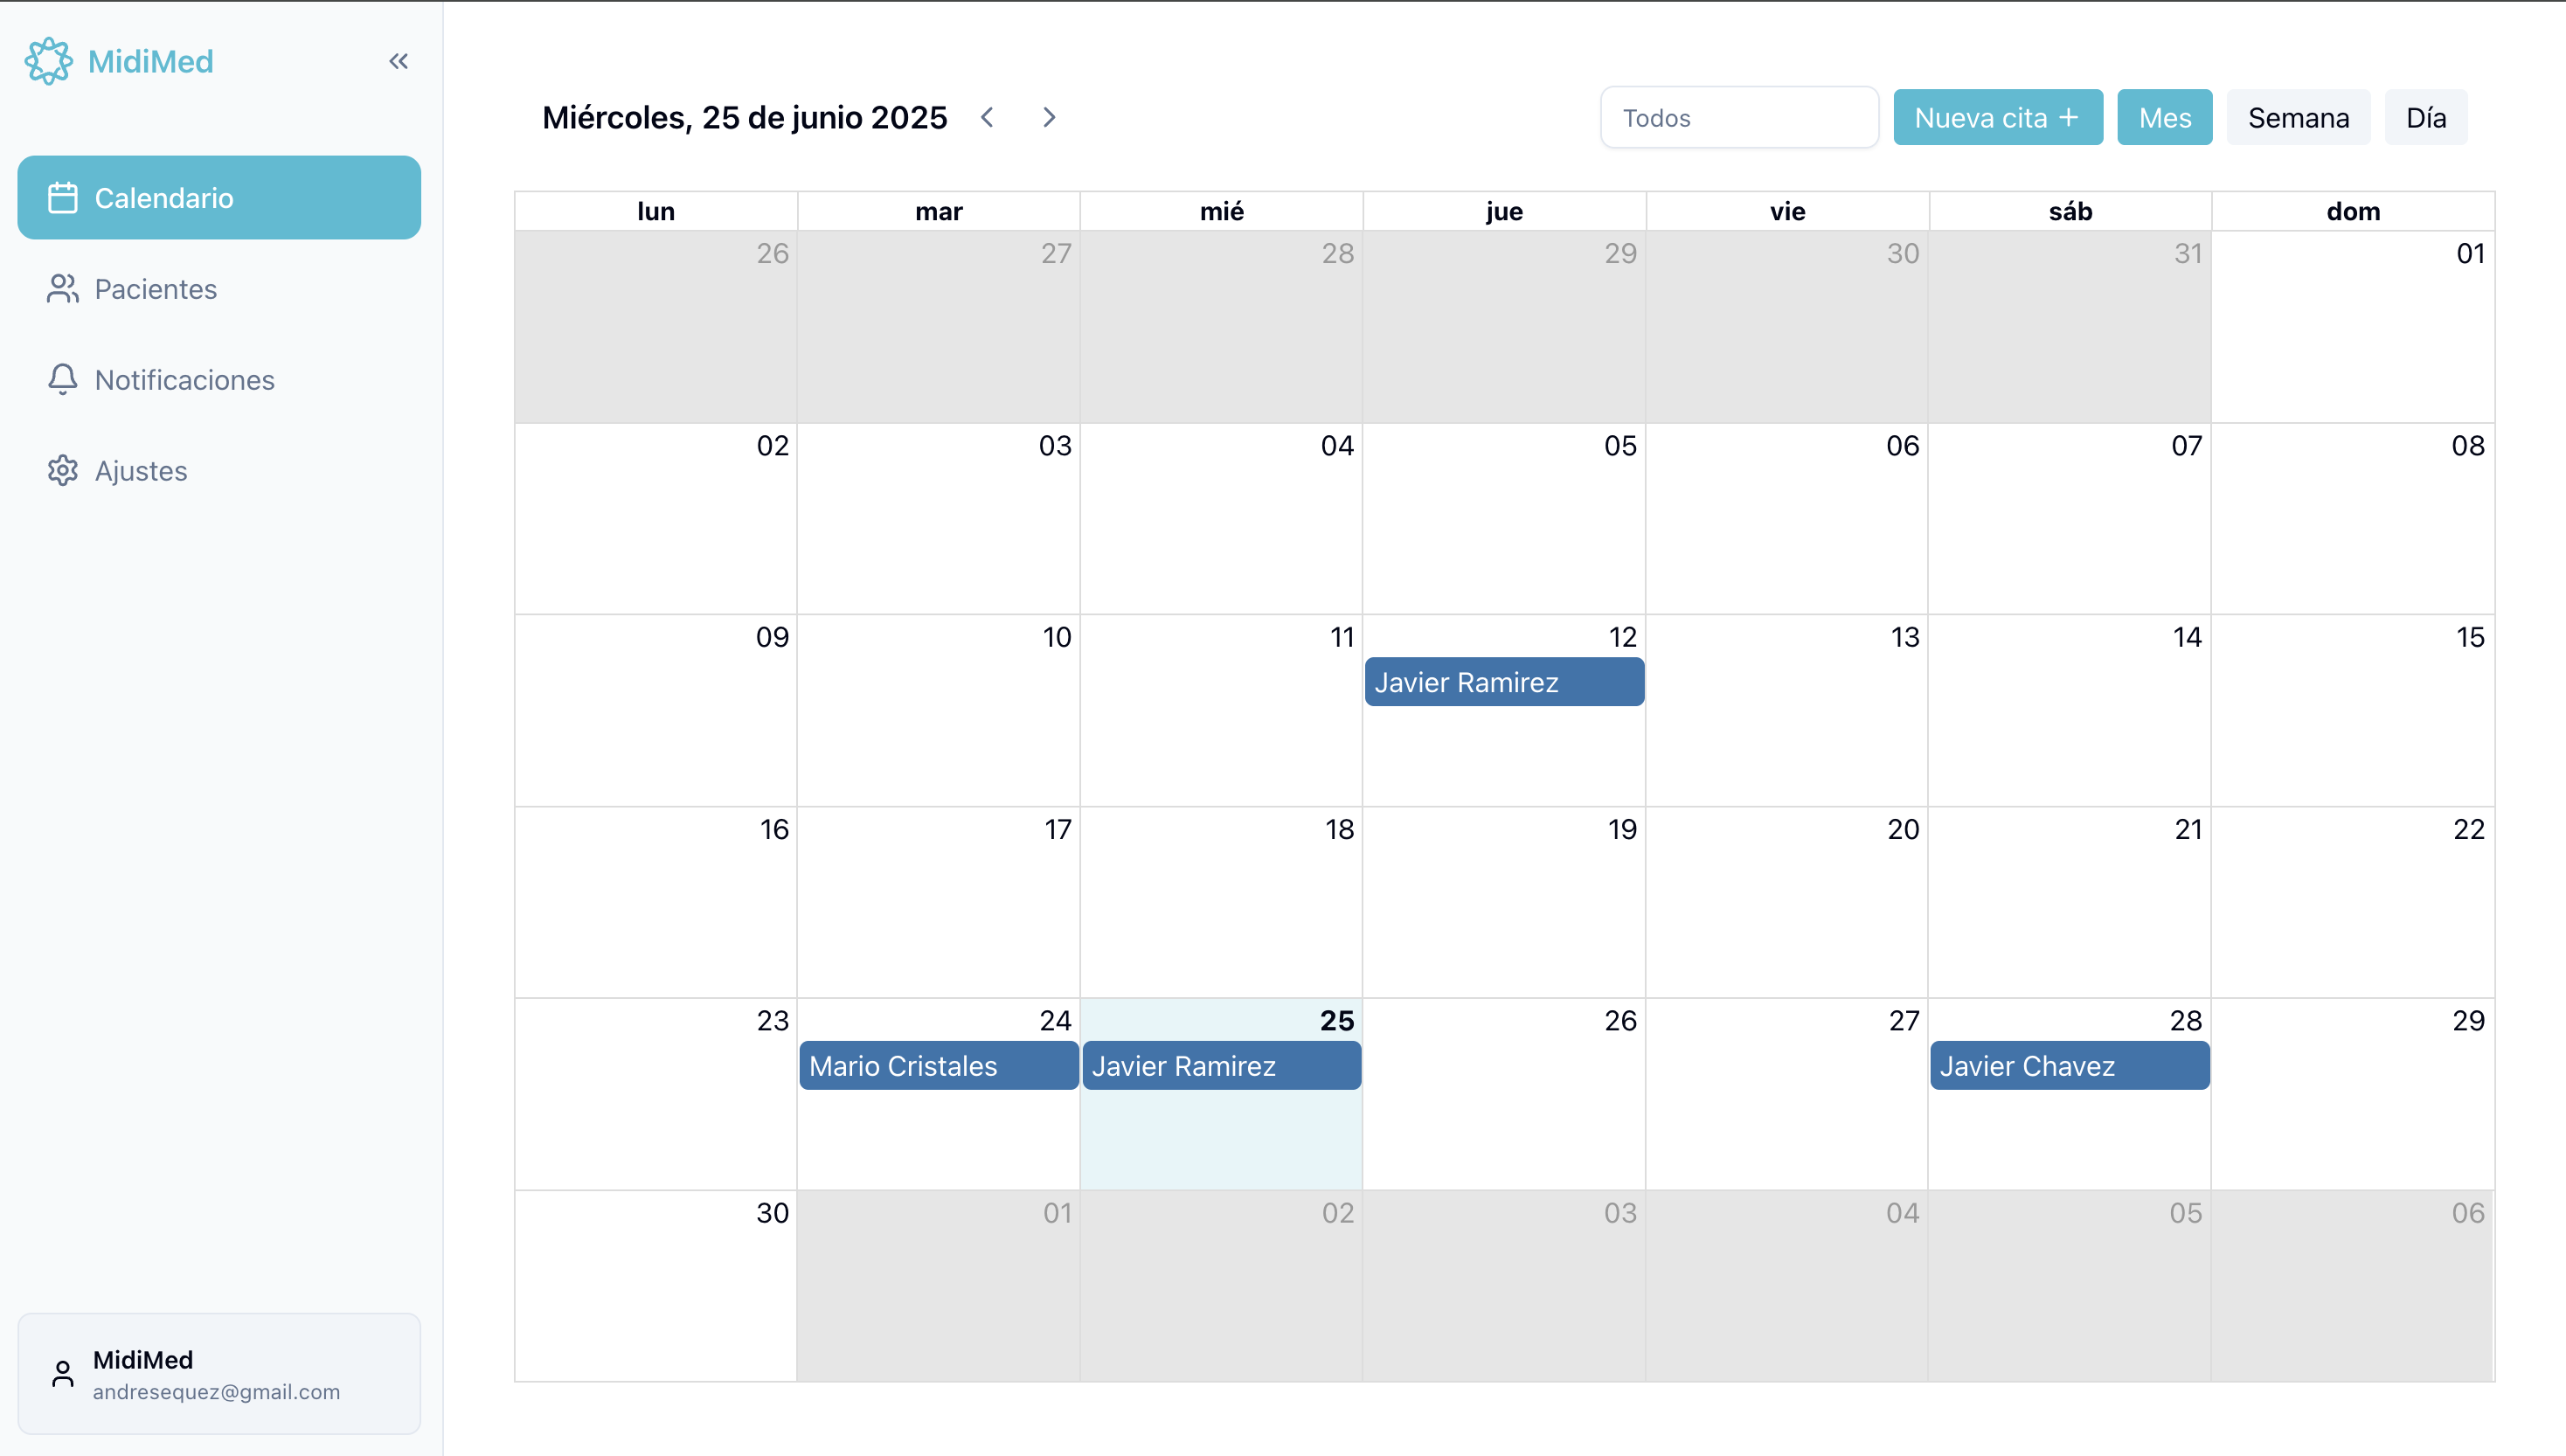 MidiMed
Calendario
Pacientes
Notificaciones
Ajustes
MidiMed
andresequez@gmail.com
Miércoles, 25 de junio 2025
Todos
Nueva cita +
Mes
Semana
Día
lun mar mié jue vie sáb dom
26 27 28 29 30 31 01
02 03 04 05 06 07 08
09 10 11 12 13 14 15
Javier Ramirez
16 17 18 19 20 21 22
23 24 25 26 27 28 29
Mario Cristales Javier Ramirez Javier Chavez
30 01 02 03 04 05 06